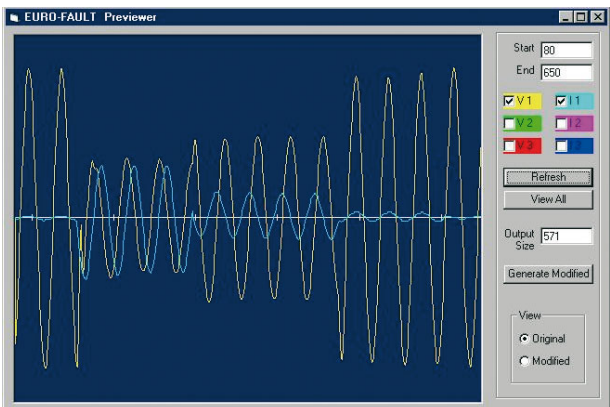 EURO-FAULT Previewer
Start 80
End 650
V 1
I 1
V 2
I 2
V 3
Refresh
View All
Output Size 571
Generate Modified
View
Original
Modified